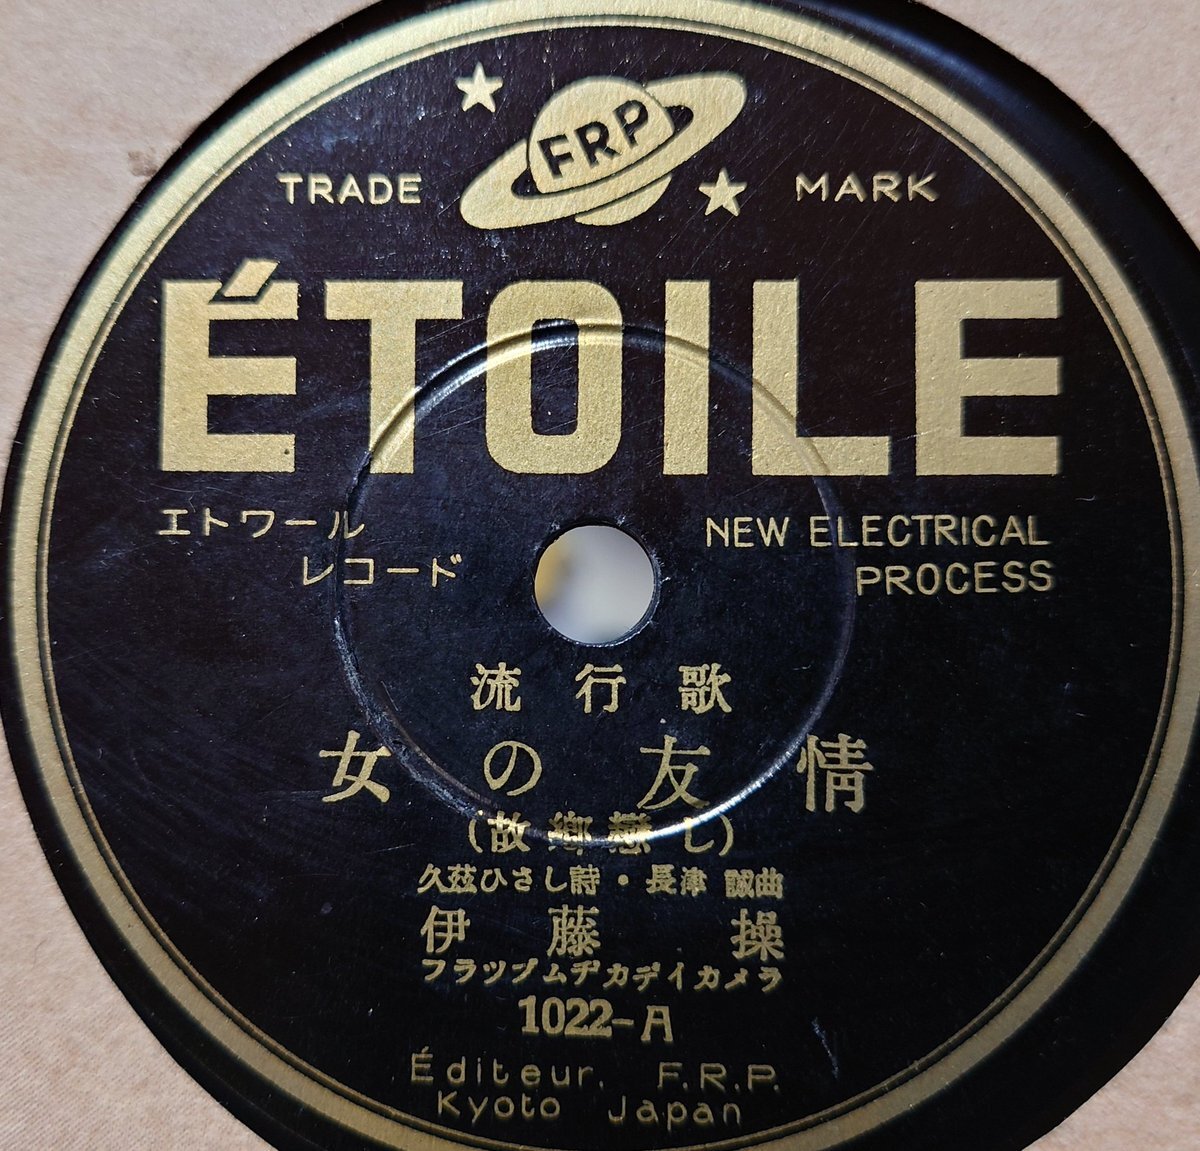 FRP
TRADE MARK
ÉTOILE
エトワール
レコード
NEW ELECTRICAL
PROCESS
流行歌
女の友情
(故郷戀し)
久茲ひさし詩・長津 誠曲
伊藤 操
フラツプムヂカデイカメラ
1022-A
Éditeur. F.R.P.
Kyoto Japan